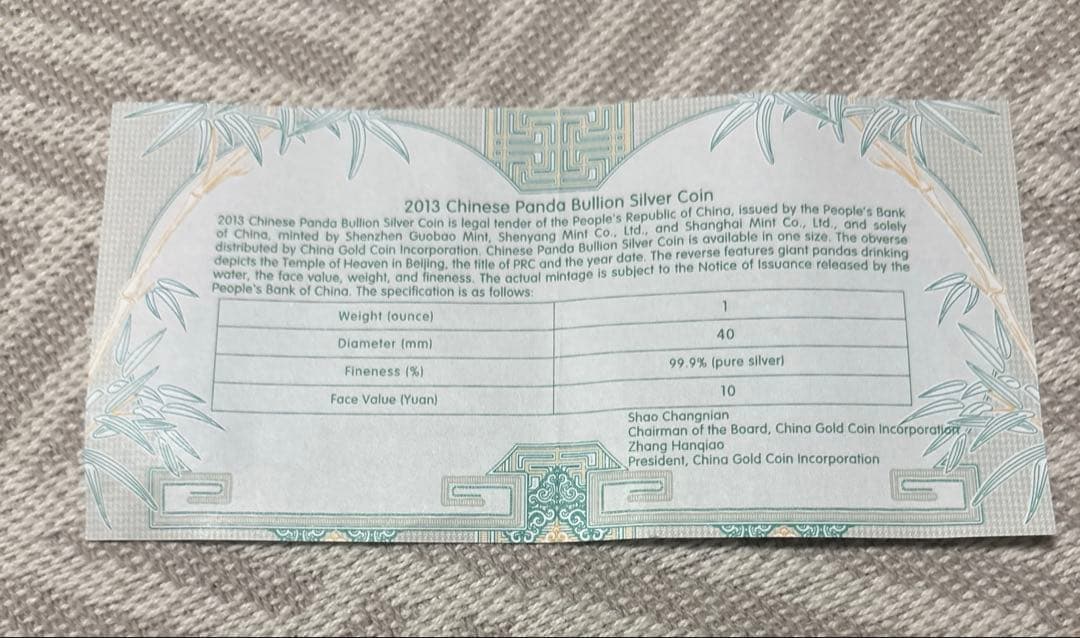 2013 Chinese Panda Bullion Silver Coin
2013 Chinese Panda Bullion Silver Coin is legal tender of the People's Republic of China, issued by the People's Bank
of China, minted by Shenzhen Guobao Mint, Shenyang Mint Co., Ltd., and Shanghai Mint Co., Ltd., and solely
distributed by China Gold Coin Incorporation. Chinese Panda Bullion Silver Coin is available in one size. The obverse
depicts the Temple of Heaven in Beijing, the title of PRC and the year date. The reverse features giant pandas drinking
water, the face value, weight, and fineness. The actual mintage is subject to the Notice of Issuance released by the
People's Bank of China. The specification is as follows:
Weight (ounce) 1
Diameter (mm) 40
Fineness (%) 99.9% (pure silver)
Face Value (Yuan) 10
Shao Changnian
Chairman of the Board, China Gold Coin Incorporation
Zhang Hanqiao
President, China Gold Coin Incorporation